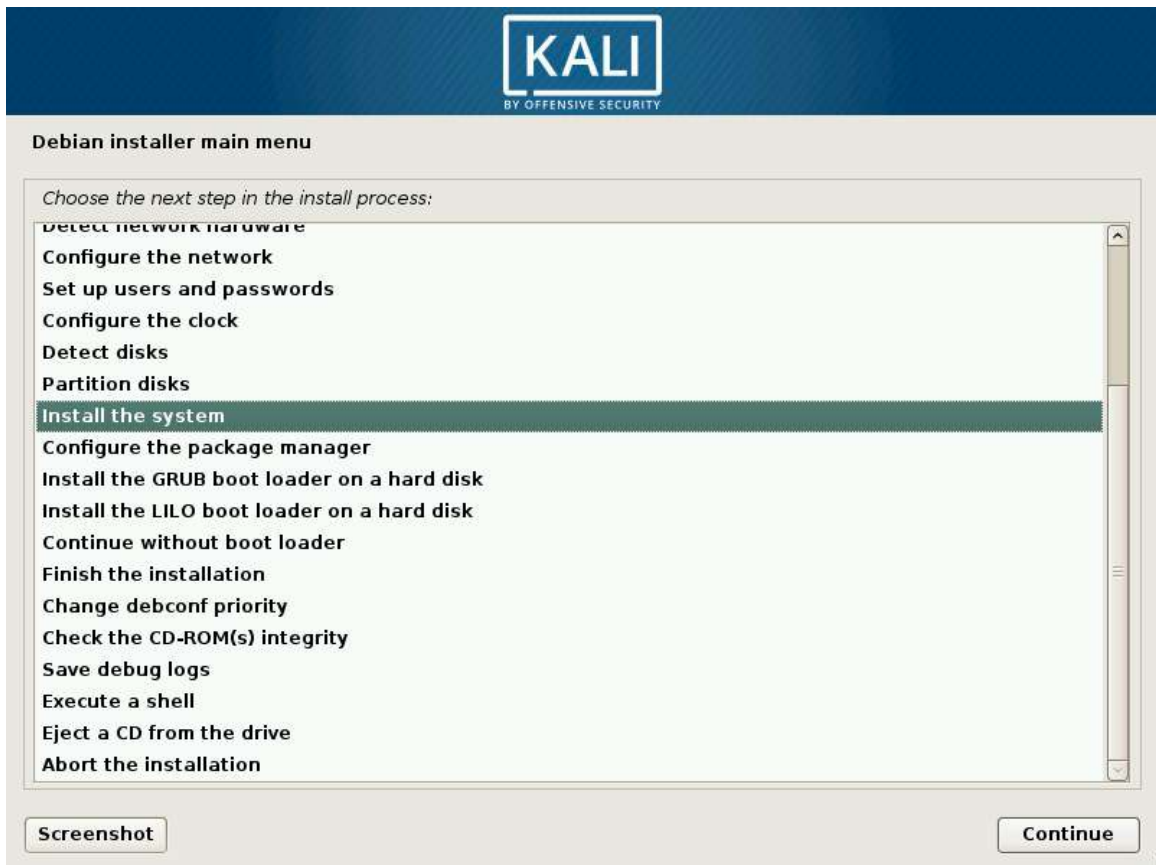 KALI
BY OFFENSIVE SECURITY
Debian installer main menu
Choose the next step in the install process:
Detect network hardware
Configure the network
Set up users and passwords
Configure the clock
Detect disks
Partition disks
Install the system
Configure the package manager
Install the GRUB boot loader on a hard disk
Install the LILO boot loader on a hard disk
Continue without boot loader
Finish the installation
Change debconf priority
Check the CD-ROM(s) integrity
Save debug logs
Execute a shell
Eject a CD from the drive
Abort the installation
Screenshot
Continue